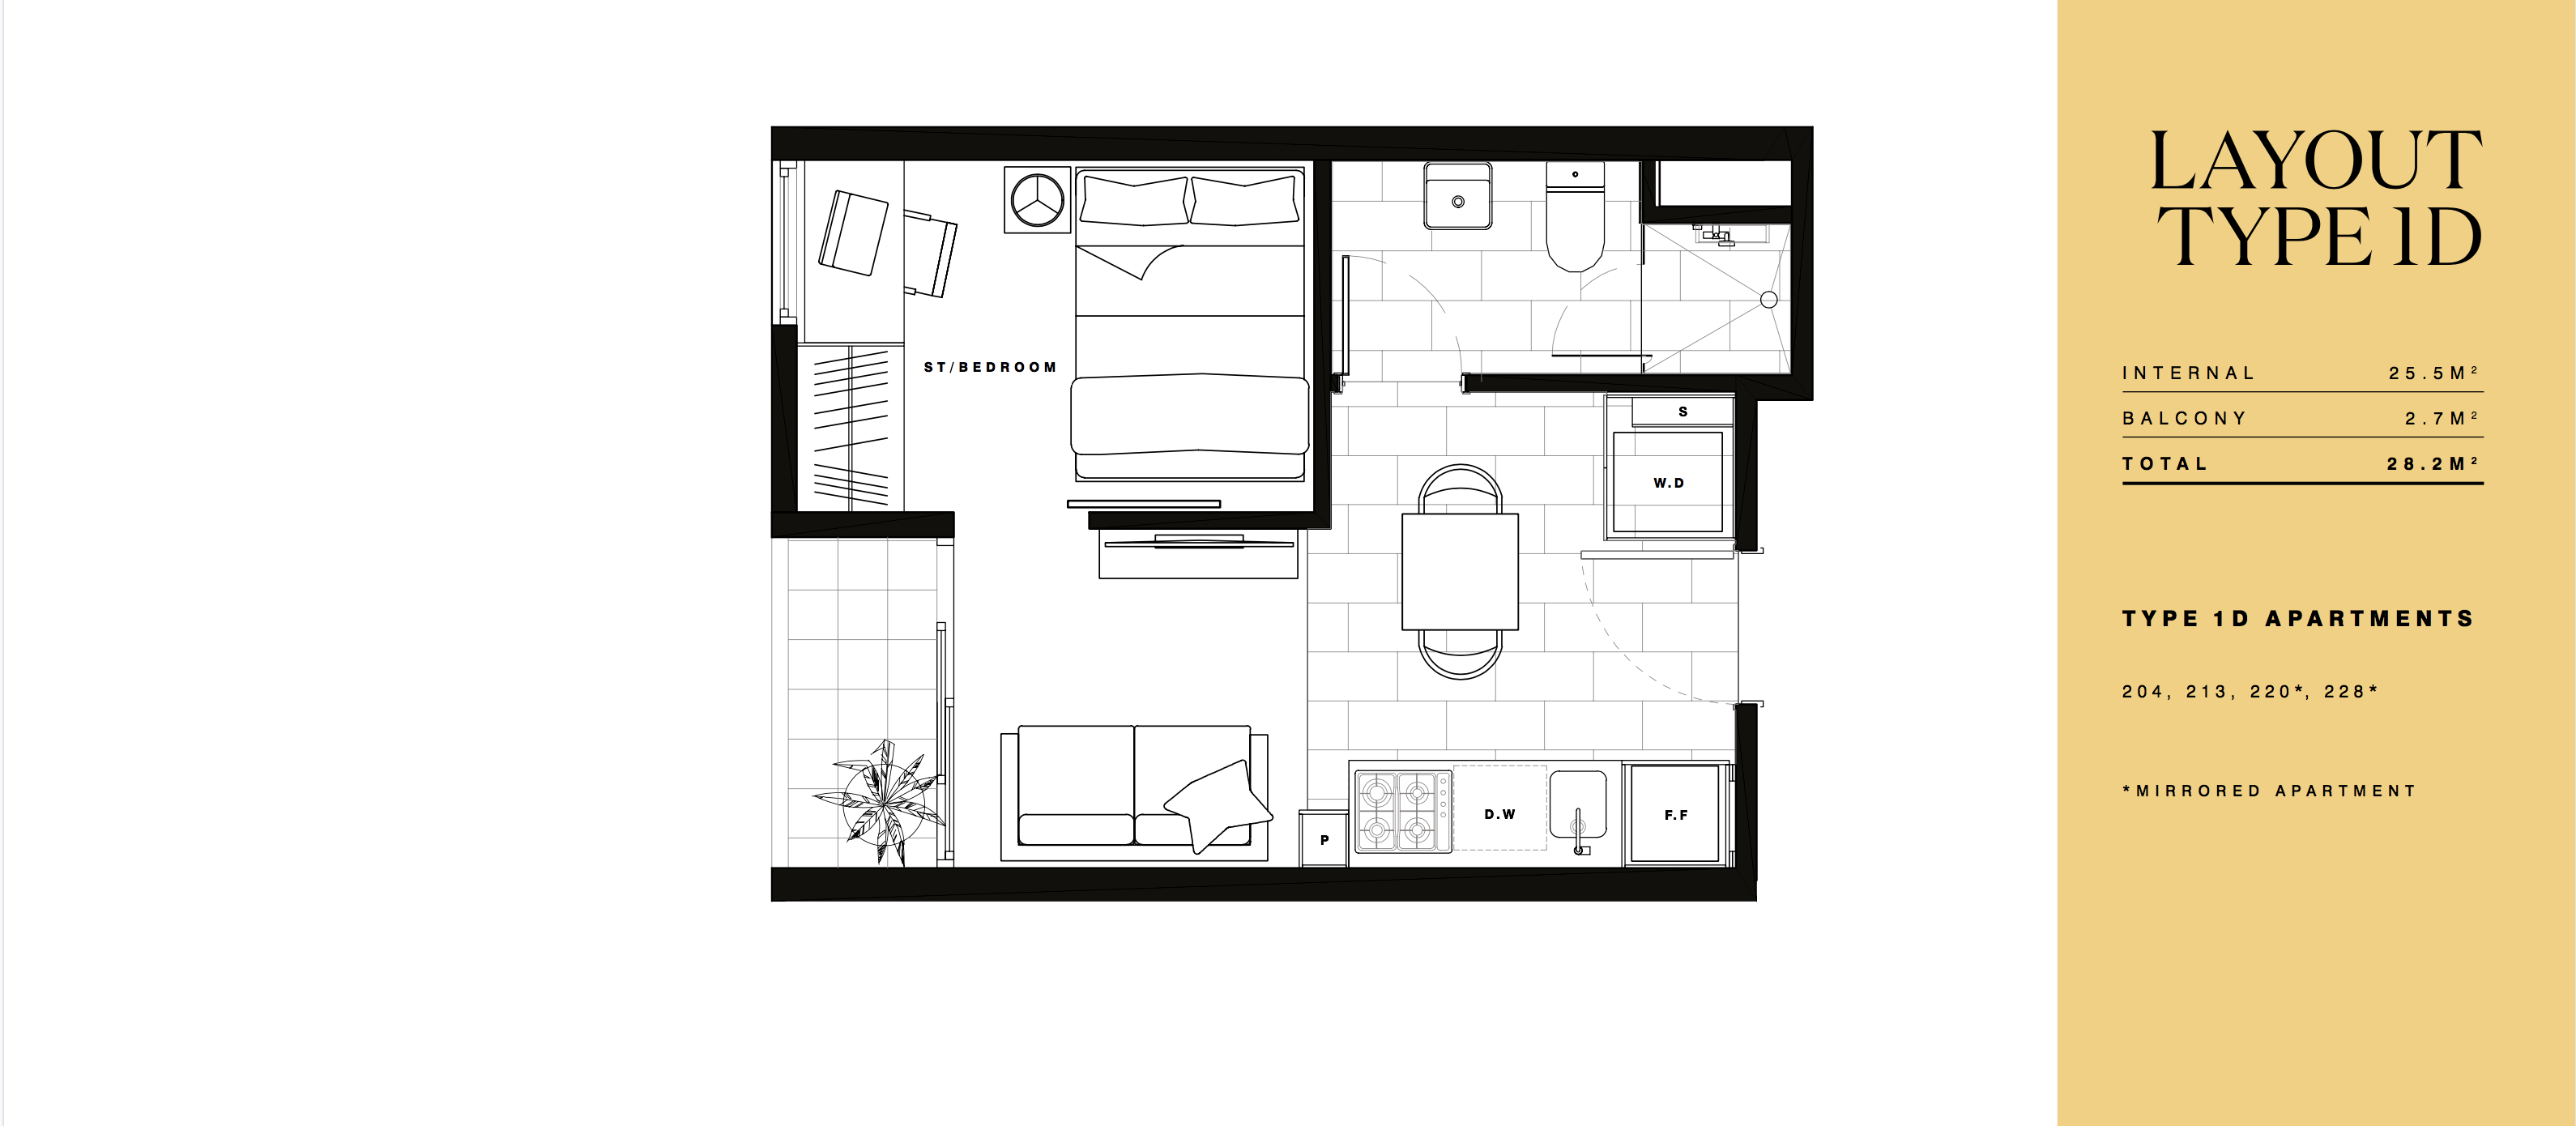 LAYOUT
TYPE 1D
INTERNAL 25.5M²
BALCONY 2.7M²
TOTAL 28.2M²
TYPE 1D APARTMENTS
204, 213, 220*, 228*
*MIRRORED APARTMENT
ST/BEDROOM
S
W.D
D.W
F.F
P